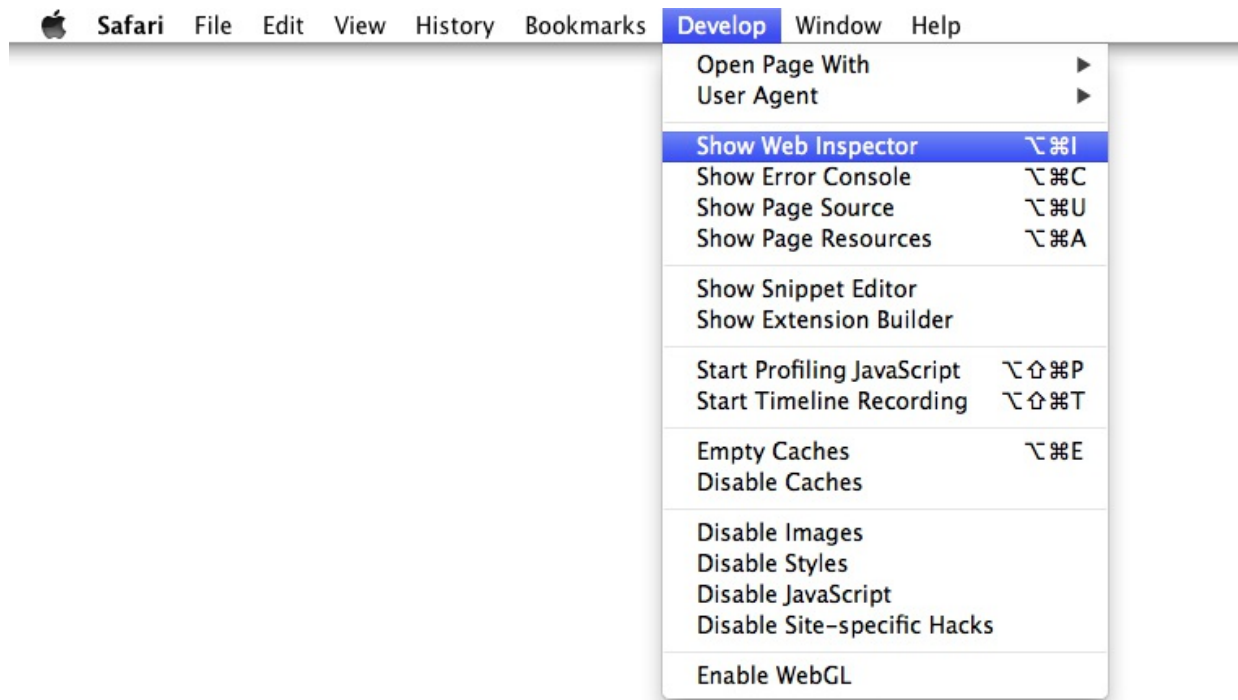 Safari File Edit View History Bookmarks Develop Window Help
Open Page With ▶
User Agent ▶
Show Web Inspector ⌥⌘I
Show Error Console ⌥⌘C
Show Page Source ⌥⌘U
Show Page Resources ⌥⌘A
Show Snippet Editor
Show Extension Builder
Start Profiling JavaScript ⌥⇧⌘P
Start Timeline Recording ⌥⇧⌘T
Empty Caches ⌥⌘E
Disable Caches
Disable Images
Disable Styles
Disable JavaScript
Disable Site-specific Hacks
Enable WebGL